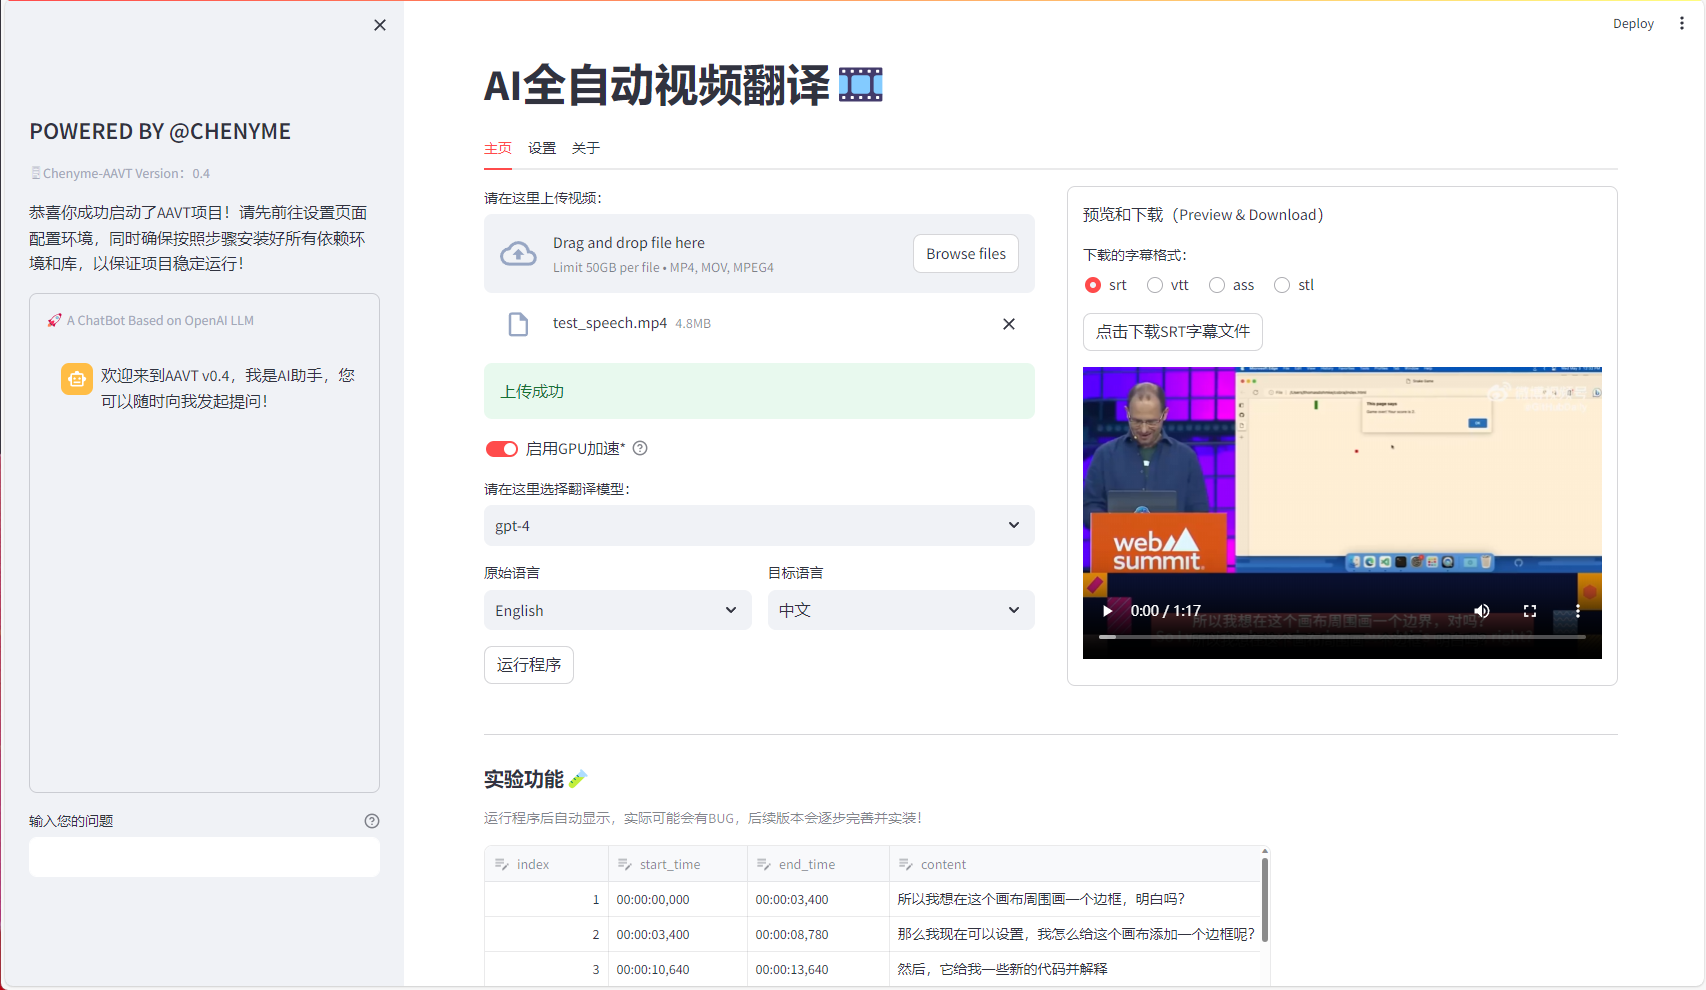 Deploy
POWERED BY @CHENYME
Chenyme-AAVT Version：0.4
恭喜你成功启动了AAVT项目！请先前往设置页面
配置环境，同时确保按照步骤安装好所有依赖环
境和库，以保证项目稳定运行！
A ChatBot Based on OpenAI LLM
欢迎来到AAVT v0.4，我是AI助手，您
可以随时向我发起提问！
输入您的问题
AI全自动视频翻译
主页 设置 关于
请在这里上传视频：
Drag and drop file here
Limit 50GB per file • MP4, MOV, MPEG4
Browse files
test_speech.mp4 4.8MB
上传成功
启用GPU加速*
请在这里选择翻译模型：
gpt-4
原始语言 目标语言
English 中文
运行程序
预览和下载（Preview & Download）
下载的字幕格式：
srt vtt ass stl
点击下载SRT字幕文件
This page says
web
summit.
0:00 / 1:17
所以我想在这个画布周围画一个边界，对吗？
实验功能
运行程序后自动显示，实际可能会有BUG，后续版本会逐步完善并实装！
index start_time end_time content
1 00:00:00,000 00:00:03,400 所以我想在这个画布周围画一个边框，明白吗？
2 00:00:03,400 00:00:08,780 那么我现在可以设置，我怎么给这个画布添加一个边框呢？
3 00:00:10,640 00:00:13,640 然后，它给我一些新的代码并解释